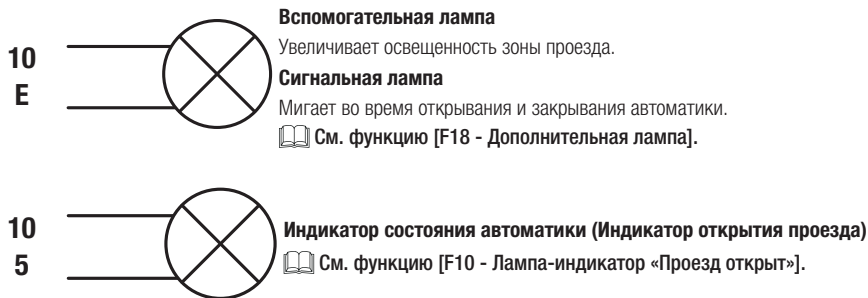 10
E
Вспомогательная лампа
Увеличивает освещенность зоны проезда.
Сигнальная лампа
Мигает во время открывания и закрывания автоматики.
См. функцию [F18 - Дополнительная лампа].
10
5
Индикатор состояния автоматики (Индикатор открытия проезда)
См. функцию [F10 - Лампа-индикатор «Проезд открыт»].